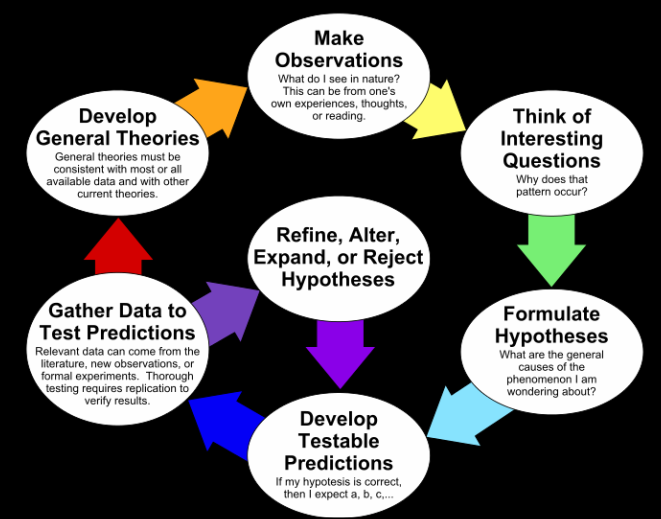 Make
Observations
What do I see in nature?
This can be from one's
own experiences, thoughts,
or reading.
Think of
Interesting
Questions
Why does that
pattern occur?
Formulate
Hypotheses
What are the general
causes of the
phenomenon I am
wondering about?
Develop
Testable
Predictions
If my hypotesis is correct,
then I expect a, b, c,...
Gather Data to
Test Predictions
Relevant data can come from the
literature, new observations, or
formal experiments. Thorough
testing requires replication to
verify results.
Refine, Alter,
Expand, or Reject
Hypotheses
Develop
General Theories
General theories must be
consistent with most or all
available data and with other
current theories.